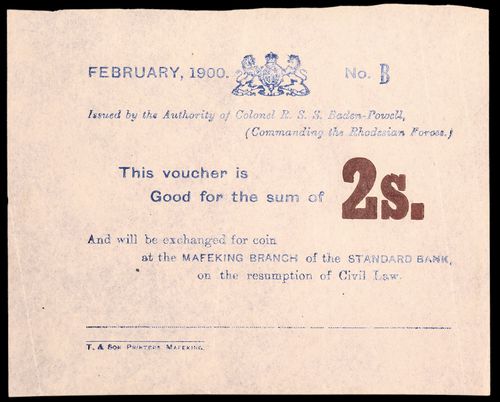 FEBRUARY, 1900. No. B
Issued by the Authority of Colonel R. S. S. Baden-Powell,
(Commanding the Rhodesian Forces.)
This voucher is
Good for the sum of 2s.
And will be exchanged for coin
at the MAFEKING BRANCH of the STANDARD BANK,
on the resumption of Civil Law.
T. & Son Printers Mafeking.